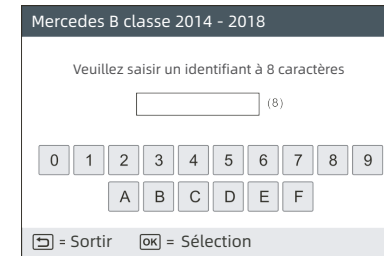 Mercedes B classe 2014 - 2018
Veuillez saisir un identifiant à 8 caractères
(8)
0 1 2 3 4 5 6 7 8 9
A B C D E F
= Sortir OK = Sélection